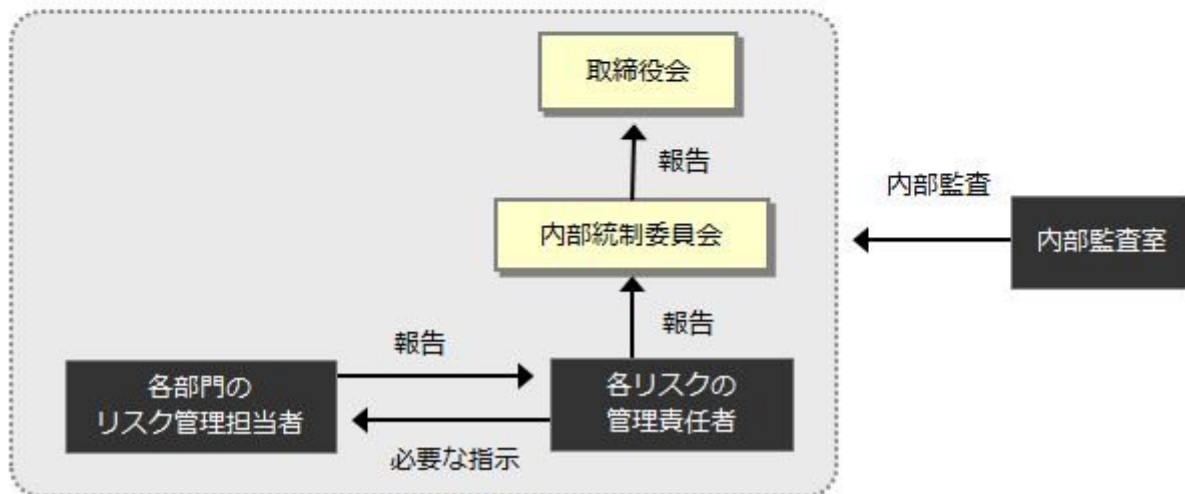 取締役会
報告
内部監査
内部統制委員会
内部監査室
報告
報告
各部門の
リスク管理担当者
各リスクの
管理責任者
必要な指示